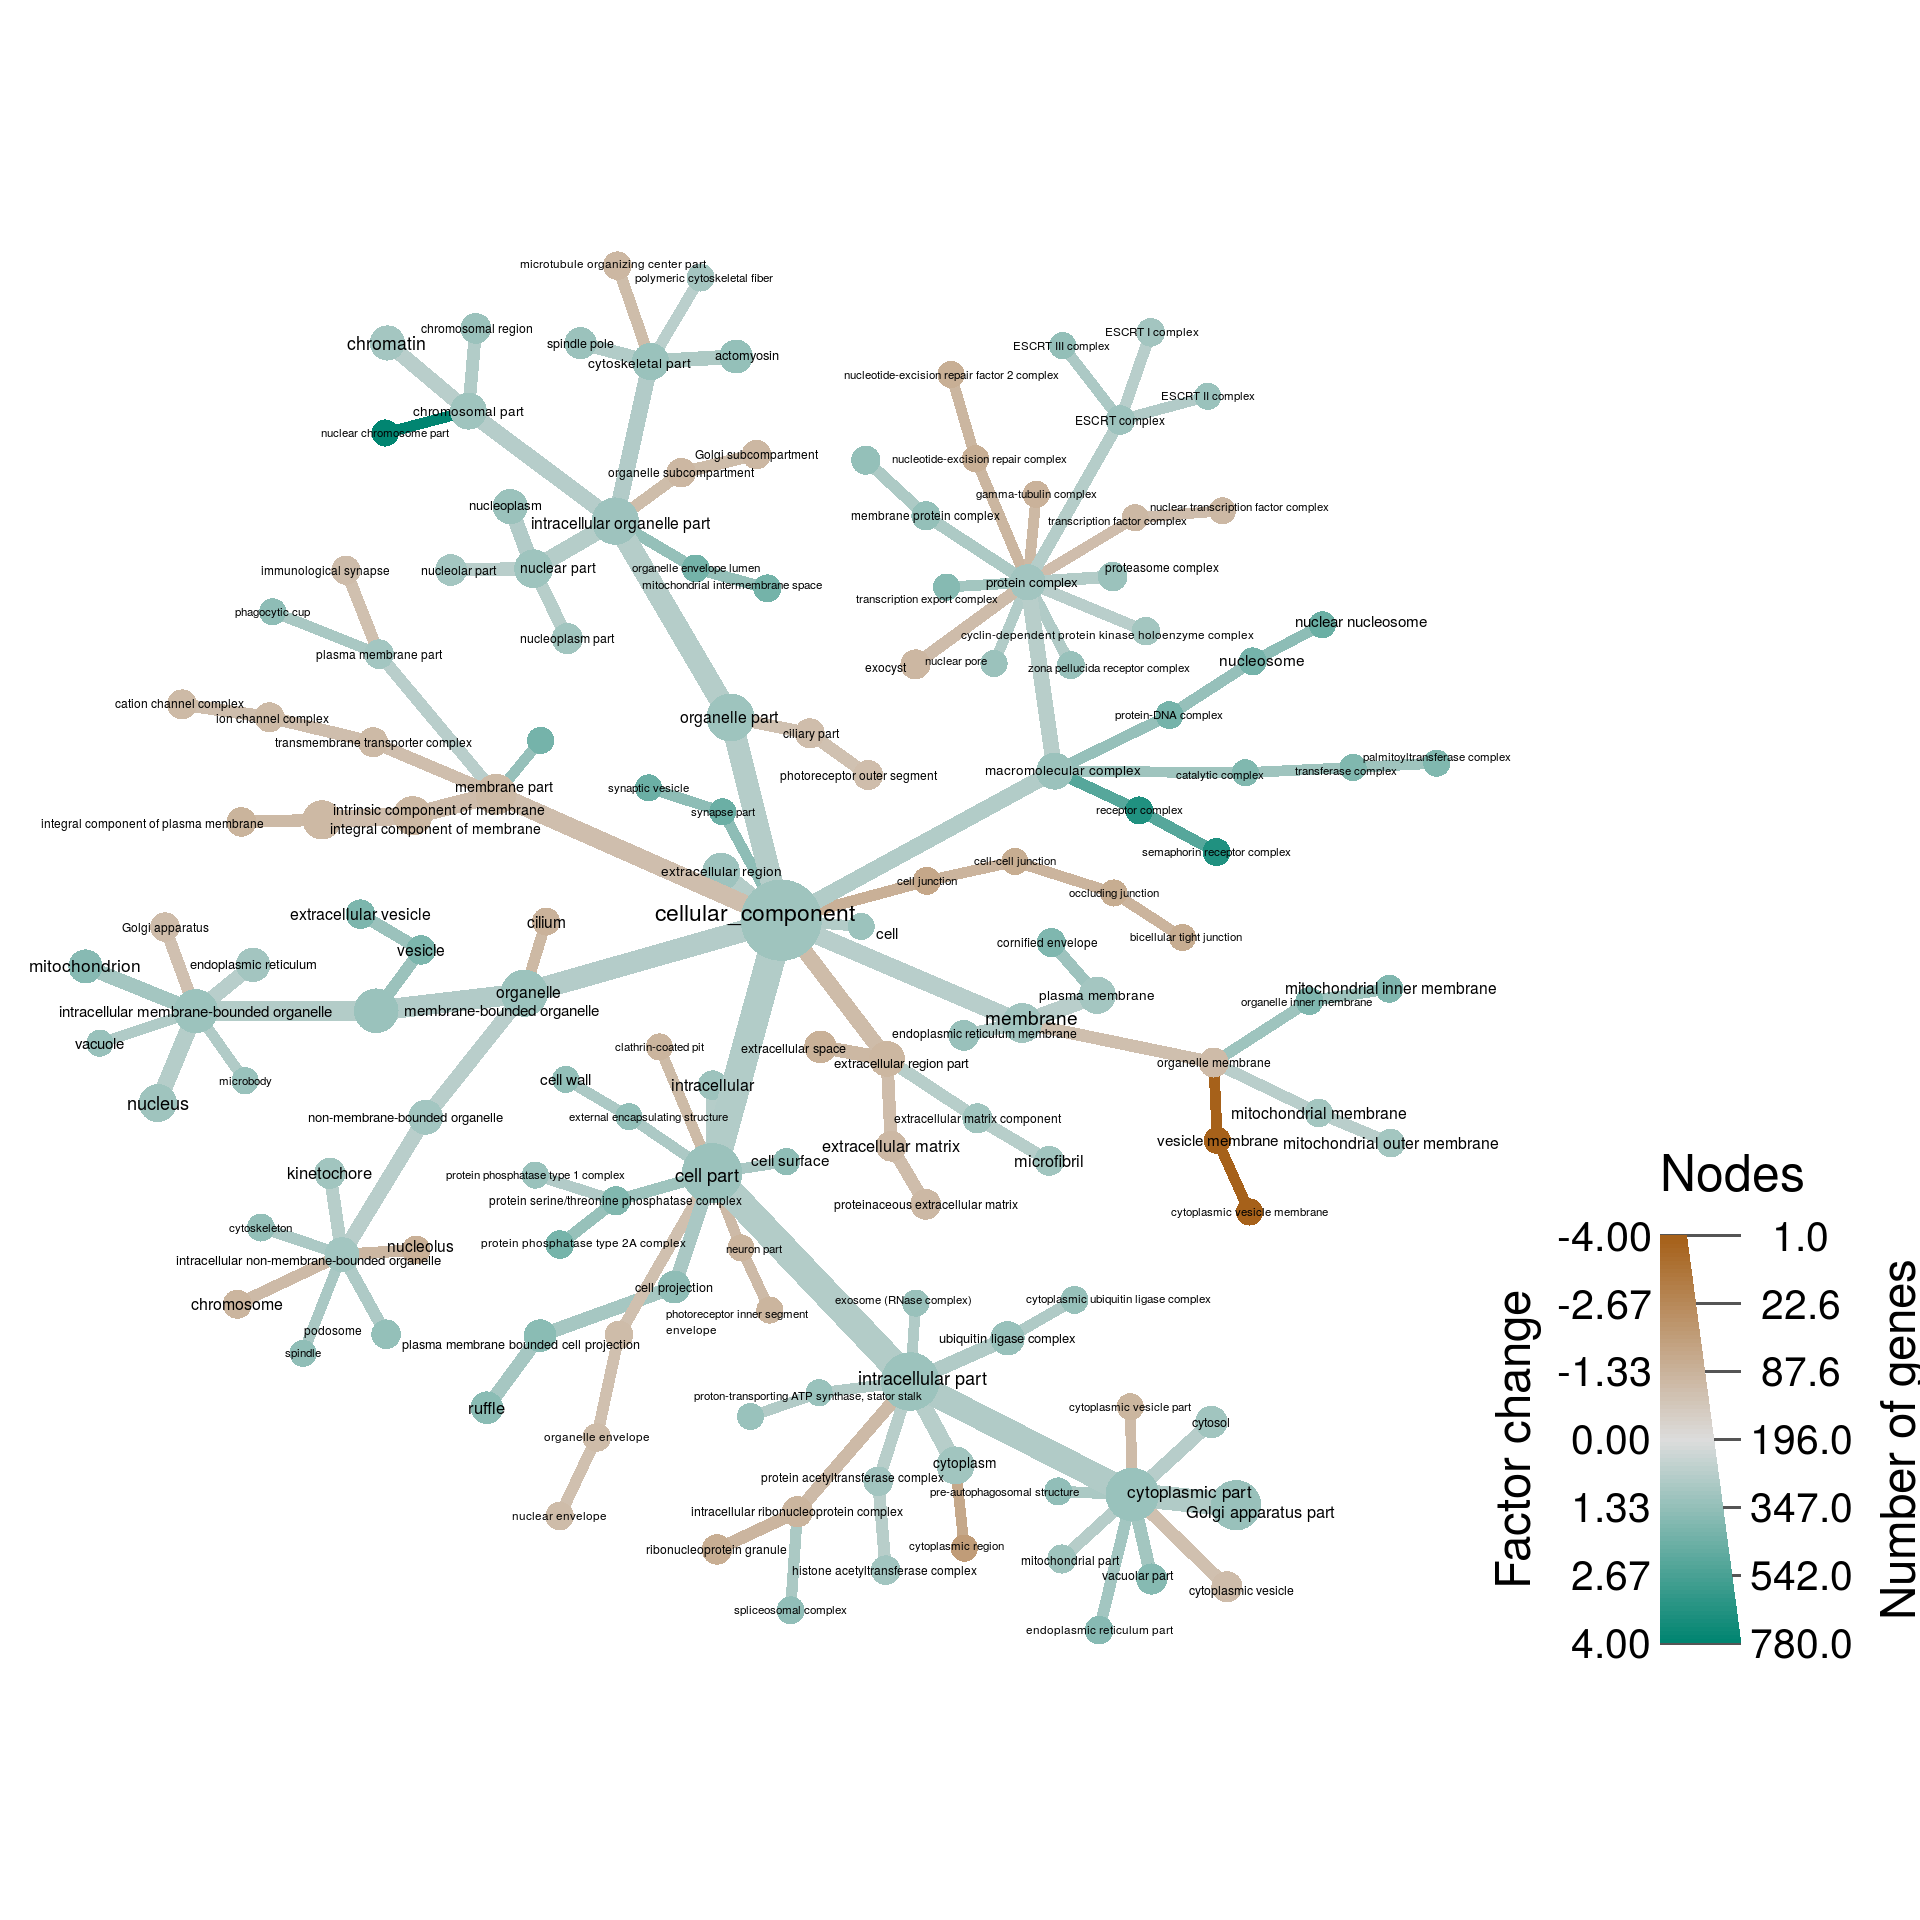 microtubule organizing center part
polymeric cytoskeletal fiber
chromosomal region
chromatin
spindle pole
cytoskeletal part
actomyosin
chromosomal part
nuclear chromosome part
Golgi subcompartment
organelle subcompartment
nucleoplasm
intracellular organelle part
nucleolar part
nuclear part
organelle envelope lumen
mitochondrial intermembrane space
nucleoplasm part
immunological synapse
phagocytic cup
plasma membrane part
cation channel complex
ion channel complex
transmembrane transporter complex
membrane part
intrinsic component of membrane
integral component of membrane
integral component of plasma membrane
organelle part
ciliary part
photoreceptor outer segment
synaptic vesicle
synapse part
extracellular region
cellular_component
cell
ESCRT I complex
ESCRT III complex
ESCRT II complex
ESCRT complex
nucleotide-excision repair factor 2 complex
nucleotide-excision repair complex
gamma-tubulin complex
nuclear transcription factor complex
transcription factor complex
membrane protein complex
protein complex
proteasome complex
transcription export complex
cyclin-dependent protein kinase holoenzyme complex
exocyst
nuclear pore
zona pellucida receptor complex
nuclear nucleosome
nucleosome
protein-DNA complex
macromolecular complex
catalytic complex
transferase complex
palmitoyltransferase complex
receptor complex
semaphorin receptor complex
cell-cell junction
cell junction
occluding junction
bicellular tight junction
cornified envelope
plasma membrane
membrane
endoplasmic reticulum membrane
mitochondrial inner membrane
organelle inner membrane
organelle membrane
mitochondrial membrane
vesicle membrane
mitochondrial outer membrane
cytoplasmic vesicle membrane
extracellular vesicle
vesicle
cilium
Golgi apparatus
mitochondrion
endoplasmic reticulum
organelle
membrane-bounded organelle
intracellular membrane-bounded organelle
vacuole
microbody
nucleus
non-membrane-bounded organelle
kinetochore
cytoskeleton
nucleolus
intracellular non-membrane-bounded organelle
chromosome
podosome
spindle
clathrin-coated pit
cell wall
intracellular
external encapsulating structure
cell surface
cell part
protein phosphatase type 1 complex
protein serine/threonine phosphatase complex
protein phosphatase type 2A complex
neuron part
cell projection
photoreceptor inner segment
envelope
plasma membrane bounded cell projection
ruffle
organelle envelope
nuclear envelope
extracellular space
extracellular region part
extracellular matrix component
extracellular matrix
microfibril
proteinaceous extracellular matrix
exosome (RNase complex)
cytoplasmic ubiquitin ligase complex
ubiquitin ligase complex
intracellular part
proton-transporting ATP synthase, stator stalk
cytoplasm
protein acetyltransferase complex
intracellular ribonucleoprotein complex
ribonucleoprotein granule
cytoplasmic region
histone acetyltransferase complex
spliceosomal complex
cytoplasmic vesicle part
cytosol
pre-autophagosomal structure
cytoplasmic part
Golgi apparatus part
mitochondrial part
vacuolar part
cytoplasmic vesicle
endoplasmic reticulum part
Nodes
-4.00 1.0
-2.67 22.6
-1.33 87.6
0.00 196.0
1.33 347.0
2.67 542.0
4.00 780.0
Factor change
Number of genes